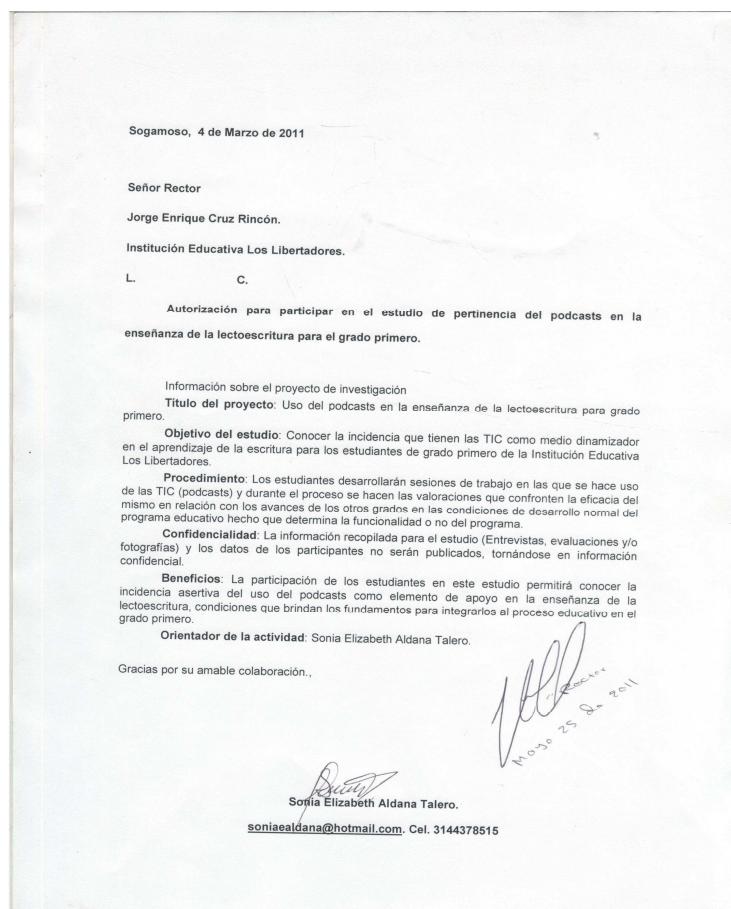 Sogamoso, 4 de Marzo de 2011
Señor Rector
Jorge Enrique Cruz Rincón.
Institución Educativa Los Libertadores.
L. C.
Autorización para participar en el estudio de pertinencia del podcasts en la
enseñanza de la lectoescritura para el grado primero.
Información sobre el proyecto de investigación
Título del proyecto: Uso del podcasts en la enseñanza de la lectoescritura para grado
primero.
Objetivo del estudio: Conocer la incidencia que tienen las TIC como medio dinamizador
en el aprendizaje de la escritura para los estudiantes de grado primero de la Institución Educativa
Los Libertadores.
Procedimiento: Los estudiantes desarrollarán sesiones de trabajo en las que se hace uso
de las TIC (podcasts) y durante el proceso se hacen las valoraciones que confronten la eficacia del
mismo en relación con los avances de los otros grados en las condiciones de desarrollo normal del
programa educativo hecho que determina la funcionalidad o no del programa.
Confidencialidad: La información recopilada para el estudio (Entrevistas, evaluaciones y/o
fotografías) y los datos de los participantes no serán publicados, tornándose en información
confidencial.
Beneficios: La participación de los estudiantes en este estudio permitirá conocer la
incidencia asertiva del uso del podcasts como elemento de apoyo en la enseñanza de la
lectoescritura, condiciones que brindan los fundamentos para integrarlos al proceso educativo en el
grado primero.
Orientador de la actividad: Sonia Elizabeth Aldana Talero.
Gracias por su amable colaboración.,
Rector
Mayo 25 de 2011
Sonia Elizabeth Aldana Talero.
soniaealdana@hotmail.com. Cel. 3144378515